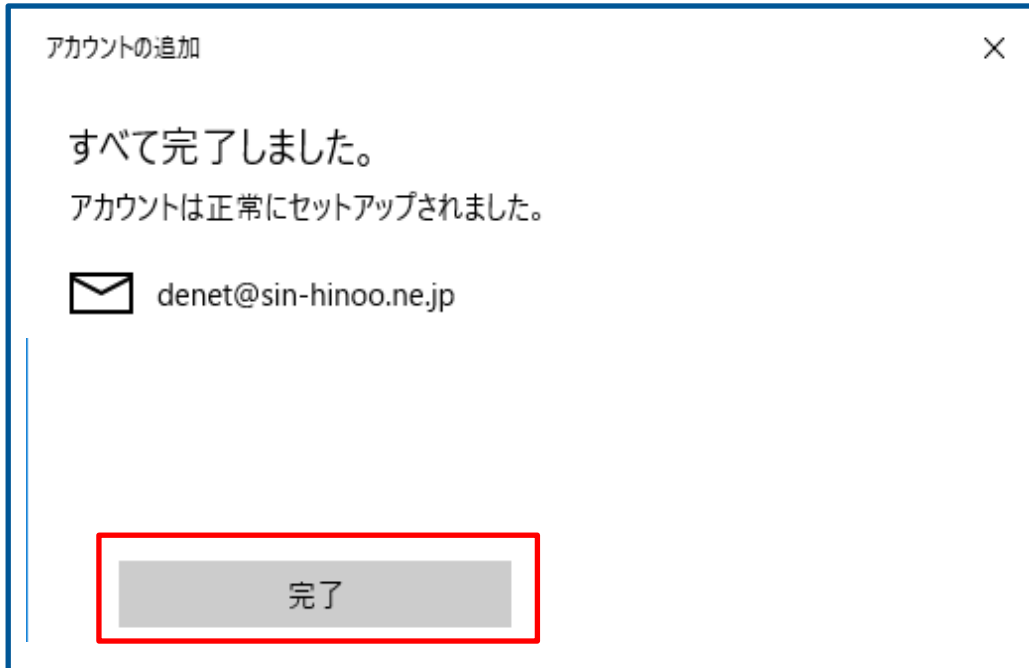 アカウントの追加
すべて完了しました。
アカウントは正常にセットアップされました。
denet@sin-hinoo.ne.jp
完了